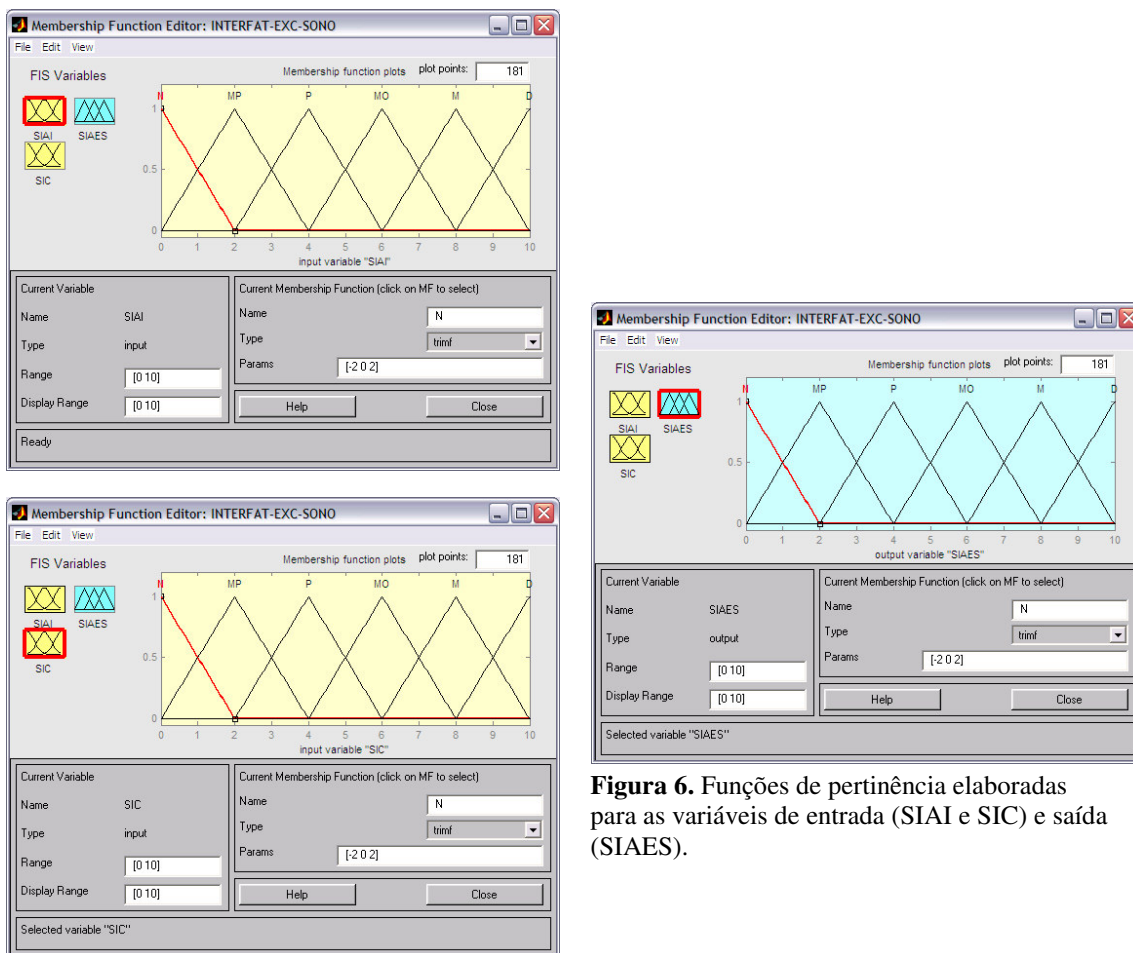 Membership Function Editor: INTERFAT-EXC-SONO
File Edit View
FIS Variables
Membership function plots plot points: 181
SIAI SIAES
SIC
N MP P MO M D
1
0.5
0
0 1 2 3 4 5 6 7 8 9 10
input variable "SIAI"
Current Variable
Name SIAI
Type input
Range [0 10]
Display Range [0 10]
Current Membership Function (click on MF to select)
Name N
Type trimf
Params [-2 0 2]
Help Close
Ready
Membership Function Editor: INTERFAT-EXC-SONO
File Edit View
FIS Variables
Membership function plots plot points: 181
SIAI SIAES
SIC
N MP P MO M D
1
0.5
0
0 1 2 3 4 5 6 7 8 9 10
input variable "SIC"
Current Variable
Name SIC
Type input
Range [0 10]
Display Range [0 10]
Current Membership Function (click on MF to select)
Name N
Type trimf
Params [-2 0 2]
Help Close
Selected variable "SIC"
Membership Function Editor: INTERFAT-EXC-SONO
File Edit View
FIS Variables
Membership function plots plot points: 181
SIAI SIAES
SIC
N MP P MO M D
1
0.5
0
0 1 2 3 4 5 6 7 8 9 10
output variable "SIAES"
Current Variable
Name SIAES
Type output
Range [0 10]
Display Range [0 10]
Current Membership Function (click on MF to select)
Name N
Type trimf
Params [-2 0 2]
Help Close
Selected variable "SIAES"
Figura 6. Funções de pertinência elaboradas
para as variáveis de entrada (SIAI e SIC) e saída
(SIAES).